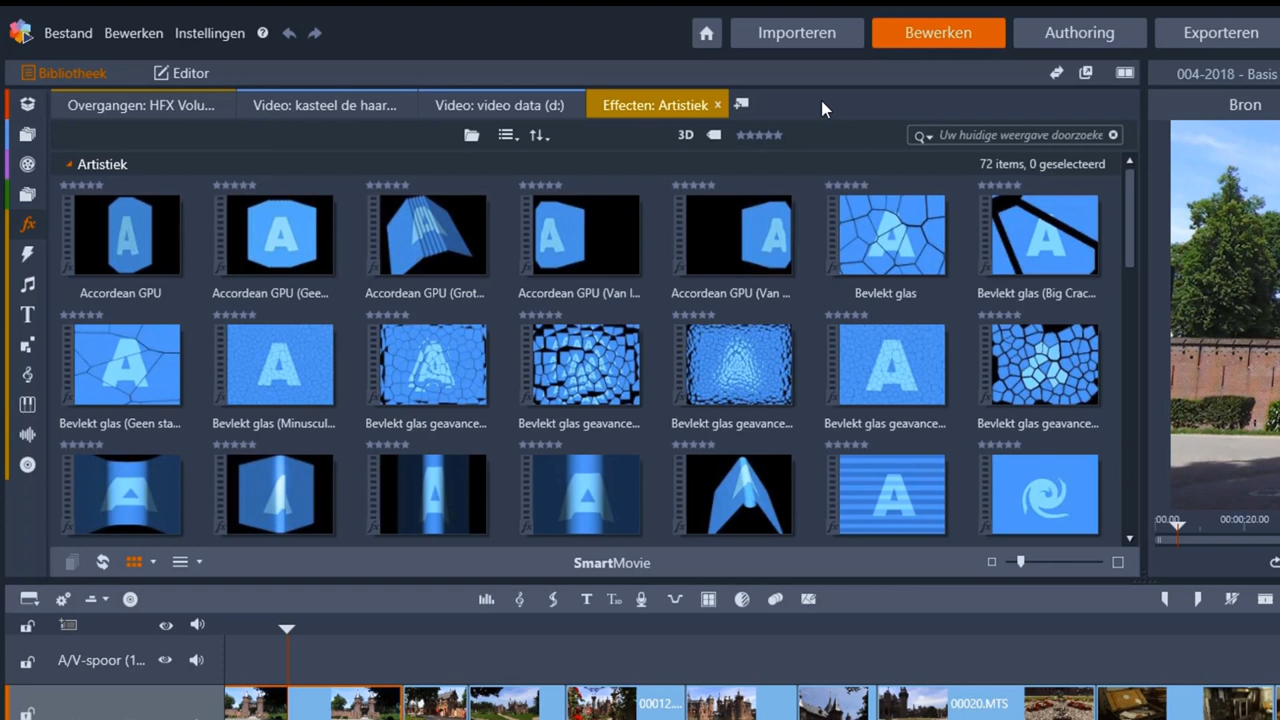 Bestand Bewerken Instellingen ? Importeren Bewerken Authoring Exporteren
Bibliotheek Editor 004-2018 - Basis
Overgangen: HFX Volu... Video: kasteel de haar... Video: video data (d:) Effecten: Artistiek x Bron
3D Uw huidige weergave doorzoeke
Artistiek 72 items, 0 geselecteerd
A A A A A A A
Accordean GPU Accordean GPU (Gee... Accordean GPU (Grot... Accordean GPU (Van l... Accordean GPU (Van ... Bevlekt glas Bevlekt glas (Big Crac...
fx
T
A A A A A A A
Bevlekt glas (Geen sta... Bevlekt glas (Minuscul... Bevlekt glas geavance... Bevlekt glas geavance... Bevlekt glas geavance... Bevlekt glas geavance... Bevlekt glas geavance...
A A A A A A
:00.00 00:00:20.00
SmartMovie
T T3D
A/V-spoor (1...
00012.... 00020.MTS